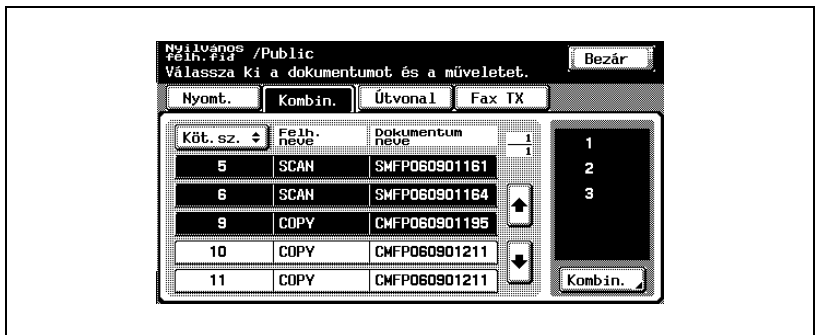 Nyilvános
felh.fiá /Public
Válassza ki a dokumentumot és a müveletet.
Bezár
Nyomt. Kombin. Útvonal Fax TX
Köt.sz. Felh. neve Dokumentum neve 1/1
5 SCAN SMFP060901161
6 SCAN SMFP060901164
9 COPY CMFP060901195
10 COPY CMFP060901211
11 COPY CMFP060901211
1
2
3
Kombin.